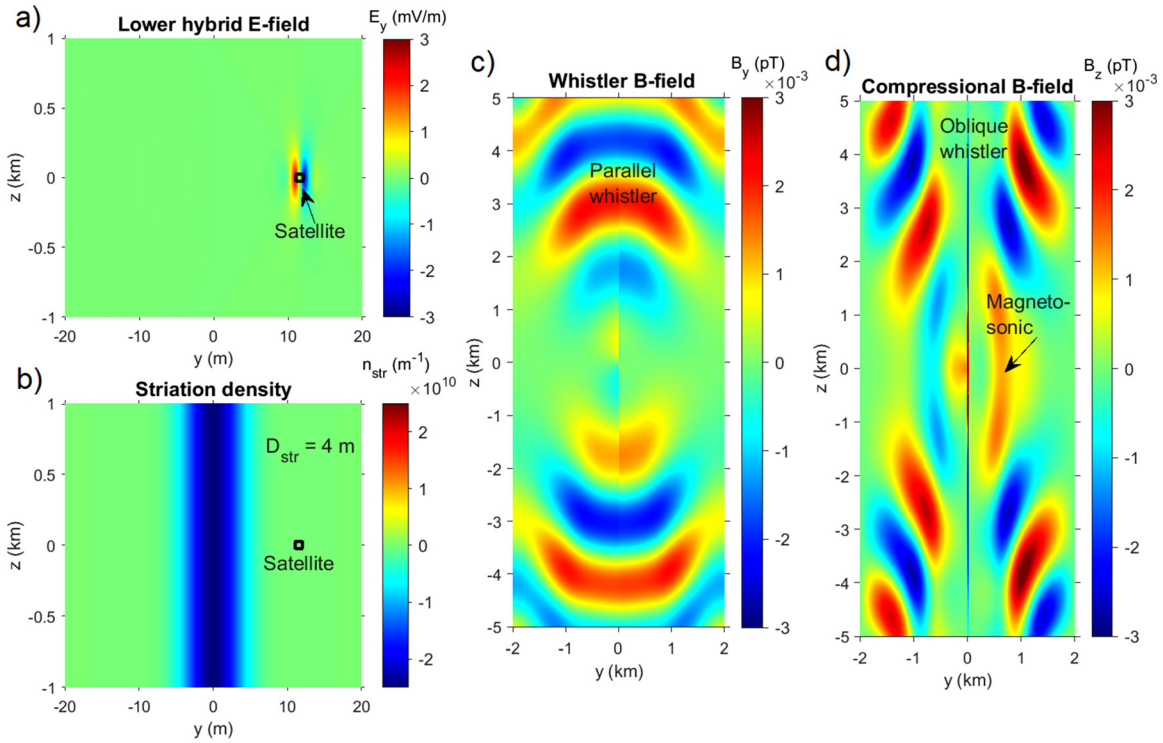 a)
Lower hybrid E-field
E_y (mV/m)
1
0.5
0
-0.5
-1
z (km)
Satellite
-20 -10 0 10 20
y (m)
3
2
1
0
-1
-2
-3
b)
Striation density
n_str (m^-1)
×10^10
1
0.5
0
-0.5
-1
z (km)
D_str = 4 m
Satellite
-20 -10 0 10 20
y (m)
2
1
0
-1
-2
c)
Whistler B-field
B_y (pT)
×10^-3
5
4
3
2
1
0
-1
-2
-3
-4
-5
z (km)
Parallel
whistler
-2 -1 0 1 2
y (km)
3
2
1
0
-1
-2
-3
d)
Compressional B-field
B_z (pT)
×10^-3
5
4
3
2
1
0
-1
-2
-3
-4
-5
z (km)
Oblique
whistler
Magneto-
sonic
-2 -1 0 1 2
y (km)
3
2
1
0
-1
-2
-3